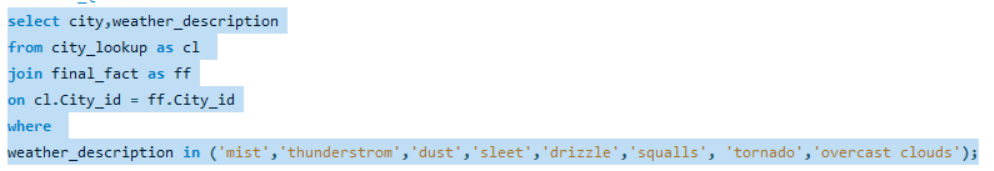 select city,weather_description
from city_lookup as cl
join final_fact as ff
on cl.City_id = ff.City_id
where
weather_description in ('mist','thunderstrom','dust','sleet','drizzle','squalls', 'tornado','overcast clouds');